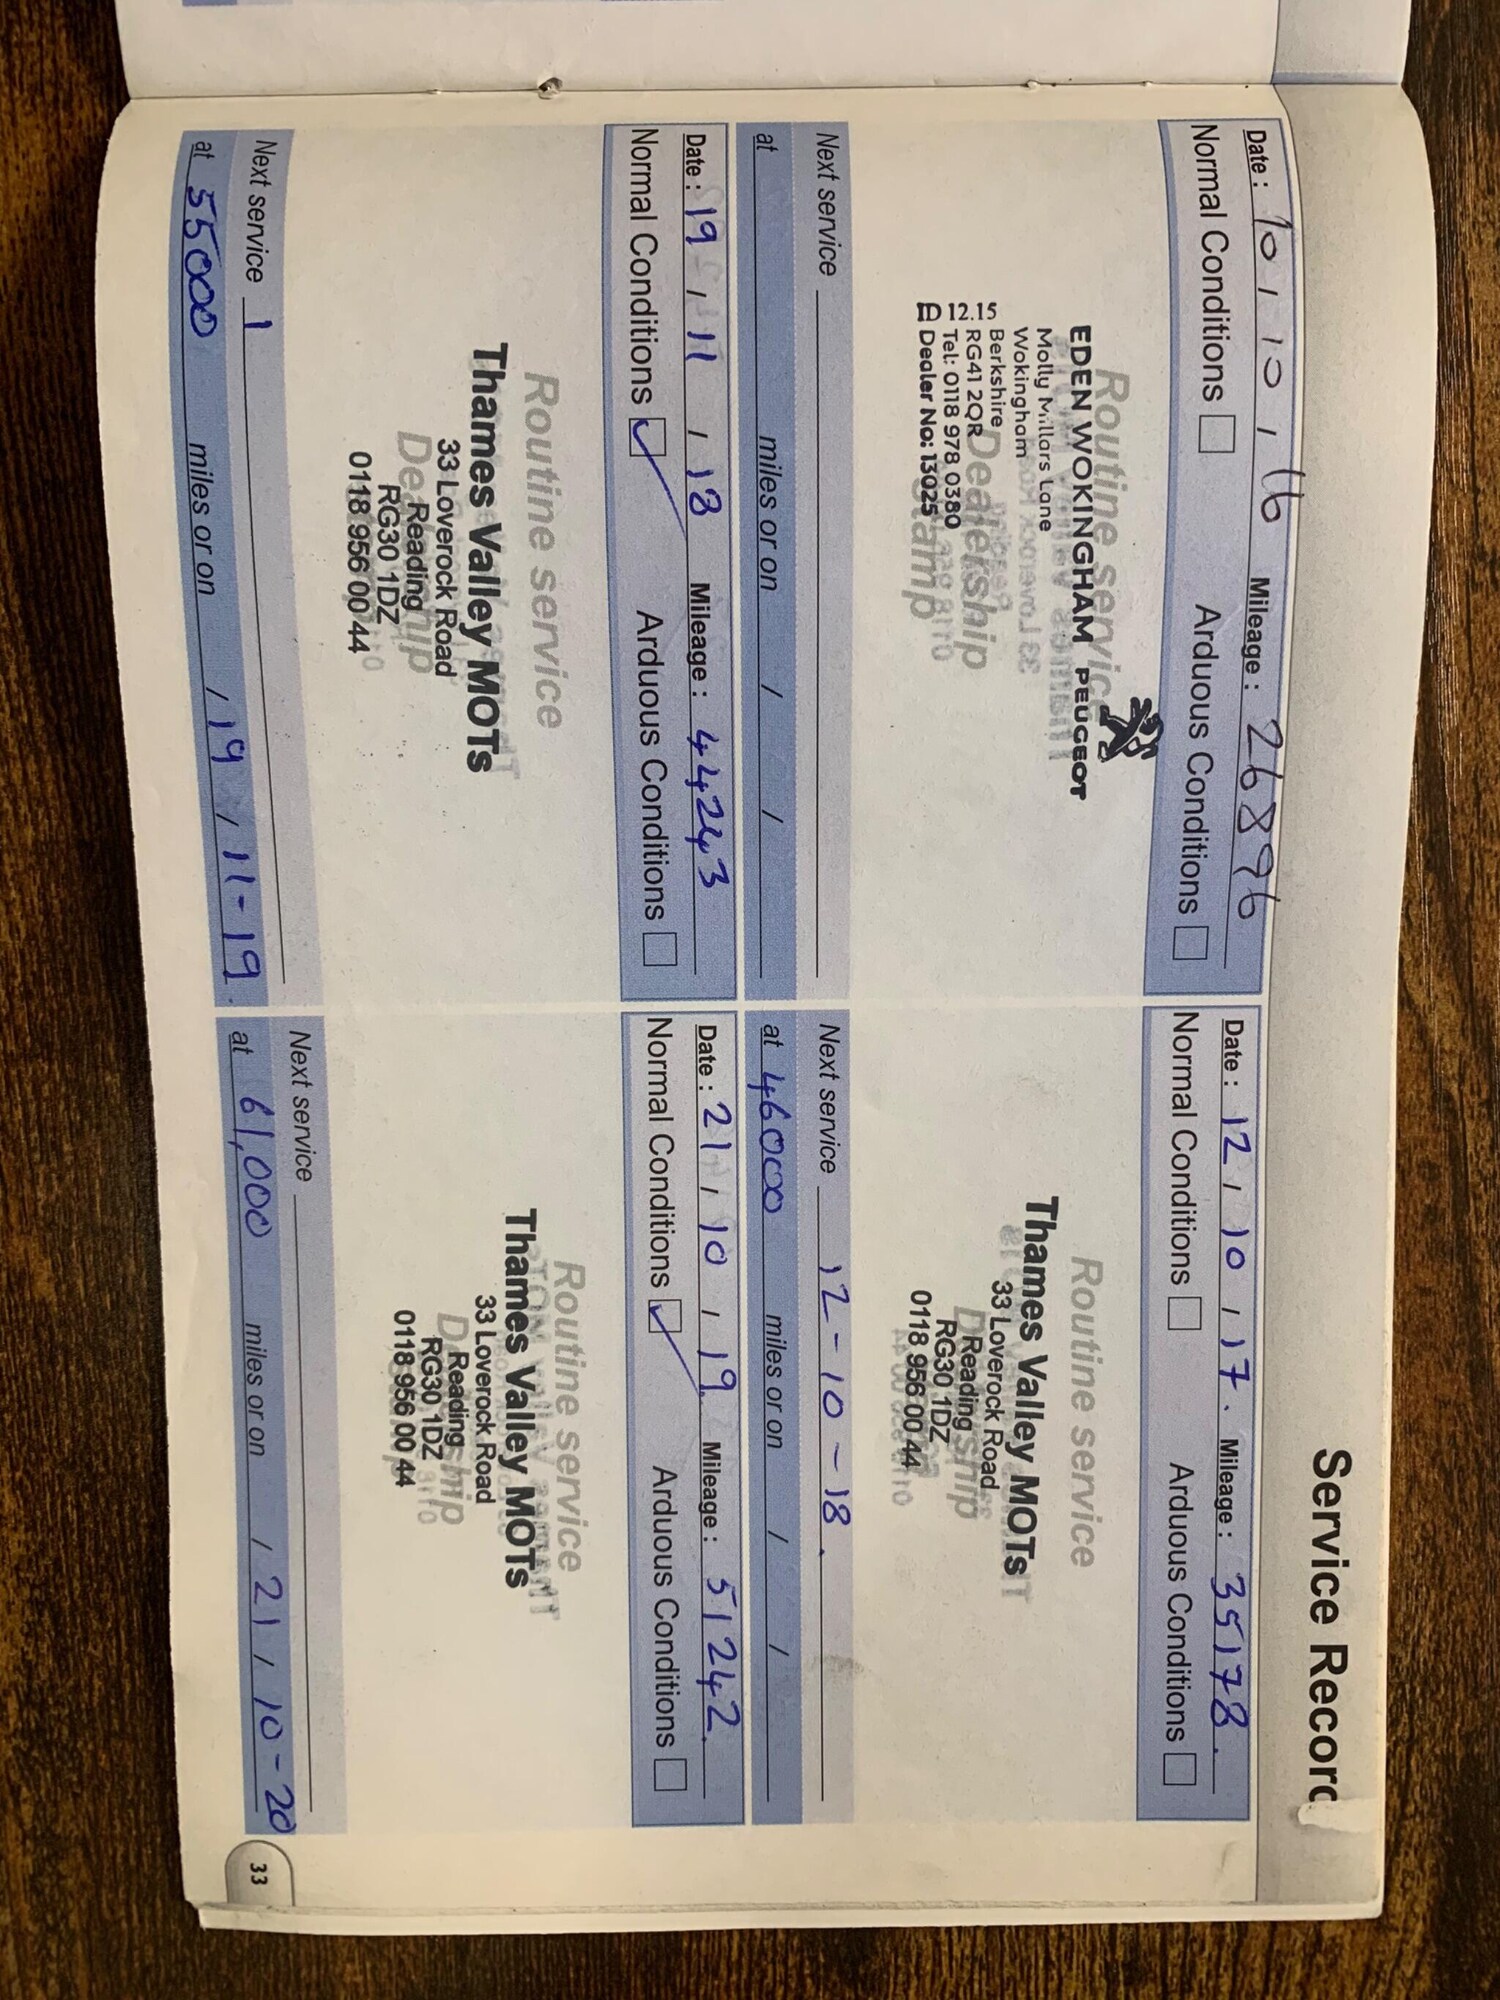 Service Record
Date : 10 / 10 / 16 Mileage : 26896
Normal Conditions Arduous Conditions
Routine service
EDEN WOKINGHAM PEUGEOT
Molly Millars Lane
Wokingham
Berkshire
Dealership
RG41 2QR
Tel: 0118 978 0380
Dealer No: 13025
ID 12.15
stamp
Next service
at miles or on / /
Date : 12 / 10 / 17. Mileage : 35178.
Normal Conditions Arduous Conditions
Routine service
Thames Valley MOTs
33 Loverock Road
Dealership
Reading
RG30 1DZ
0118 956 00 44
Next service 12-10-18.
at 46000 miles or on / /
Date : 19 / 11 / 18 Mileage : 44243
Normal Conditions Arduous Conditions
Routine service
Thames Valley MOTs
33 Loverock Road
Dealership
Reading
RG30 1DZ
0118 956 00 44
Next service 1
at 55000 miles or on / 19 / 11-19.
Date : 21 / 10 / 19. Mileage : 51242.
Normal Conditions Arduous Conditions
Routine service
Thames Valley MOTs
33 Loverock Road
Dealership
Reading
RG30 1DZ
0118 956 00 44
Next service
at 61,000 miles or on / 21 / 10-20
33